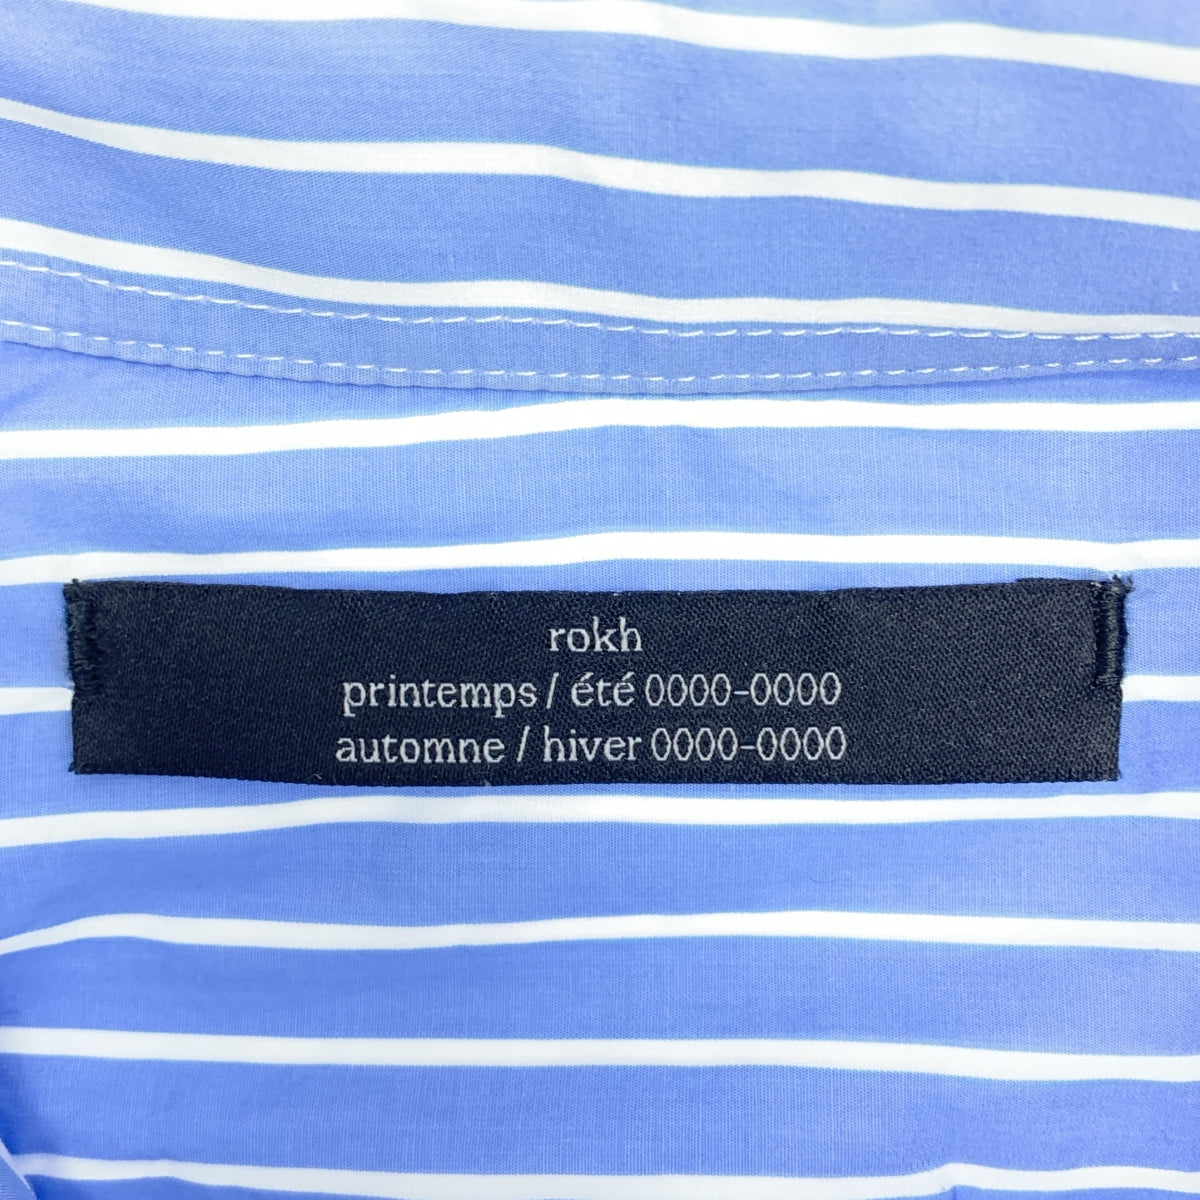 rokh
printemps / été 0000-0000
automne / hiver 0000-0000